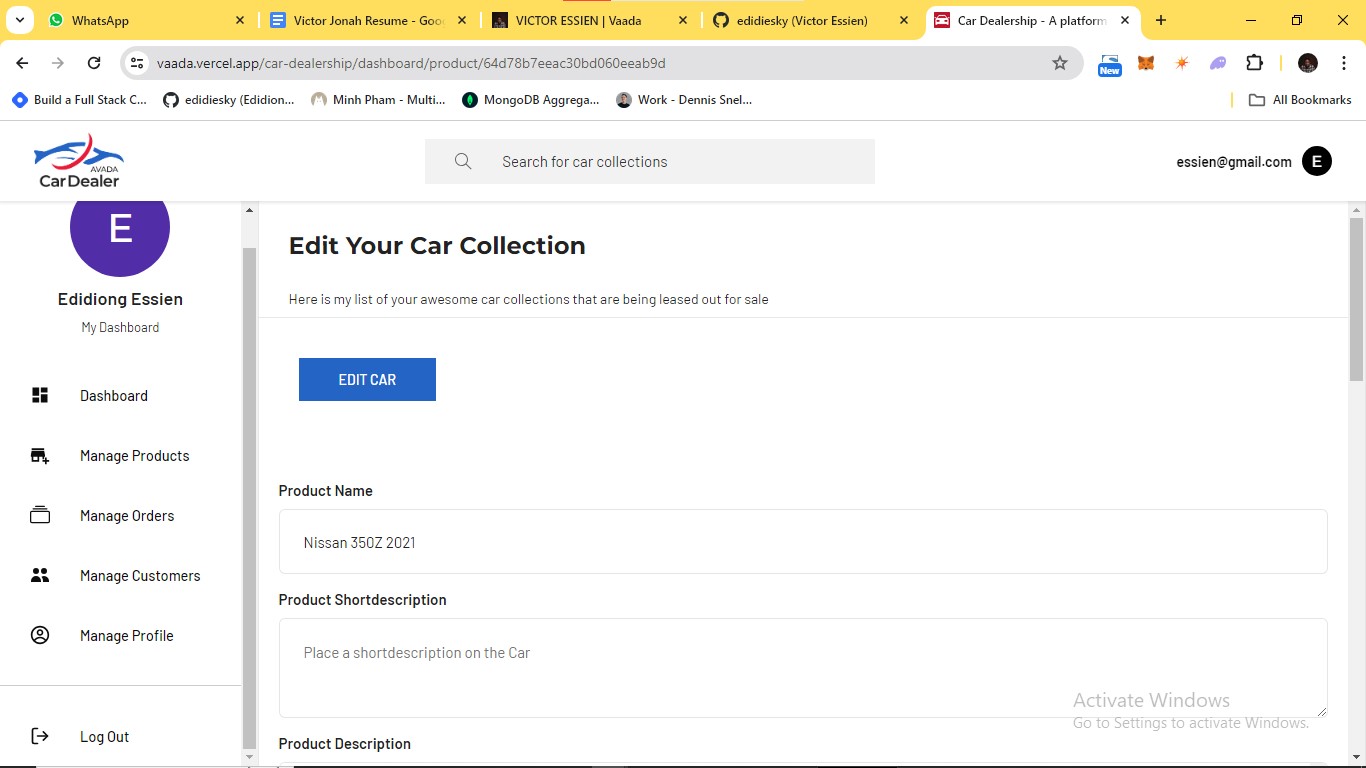 WhatsApp
Victor Jonah Resume - Goo
VICTOR ESSIEN | Vaada
edidiesky (Victor Essien)
Car Dealership - A platform
vaada.vercel.app/car-dealership/dashboard/product/64d78b7eeac30bd060eeab9d
New
Build a Full Stack C...
edidiesky (Edidion...
Minh Pham - Multi...
MongoDB Aggrega...
Work - Dennis Snel...
All Bookmarks
AVADA
CarDealer
Search for car collections
essien@gmail.com
E
E
Edidiong Essien
My Dashboard
Dashboard
Manage Products
Manage Orders
Manage Customers
Manage Profile
Log Out
Edit Your Car Collection
Here is my list of your awesome car collections that are being leased out for sale
EDIT CAR
Product Name
Nissan 350Z 2021
Product Shortdescription
Place a shortdescription on the Car
Product Description
Activate Windows
Go to Settings to activate Windows.